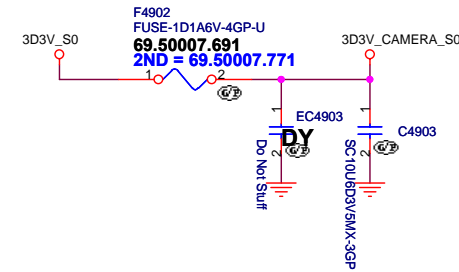 F4902
FUSE-1D1A6V-4GP-U
69.50007.691
2ND = 69.50007.771
3D3V_S0
3D3V_CAMERA_S0
1
2
G/P
1
EC4903
DY
G/P
2
Do Not Stuff
1
C4903
G/P
2
SC10U6D3V5MX-3GP